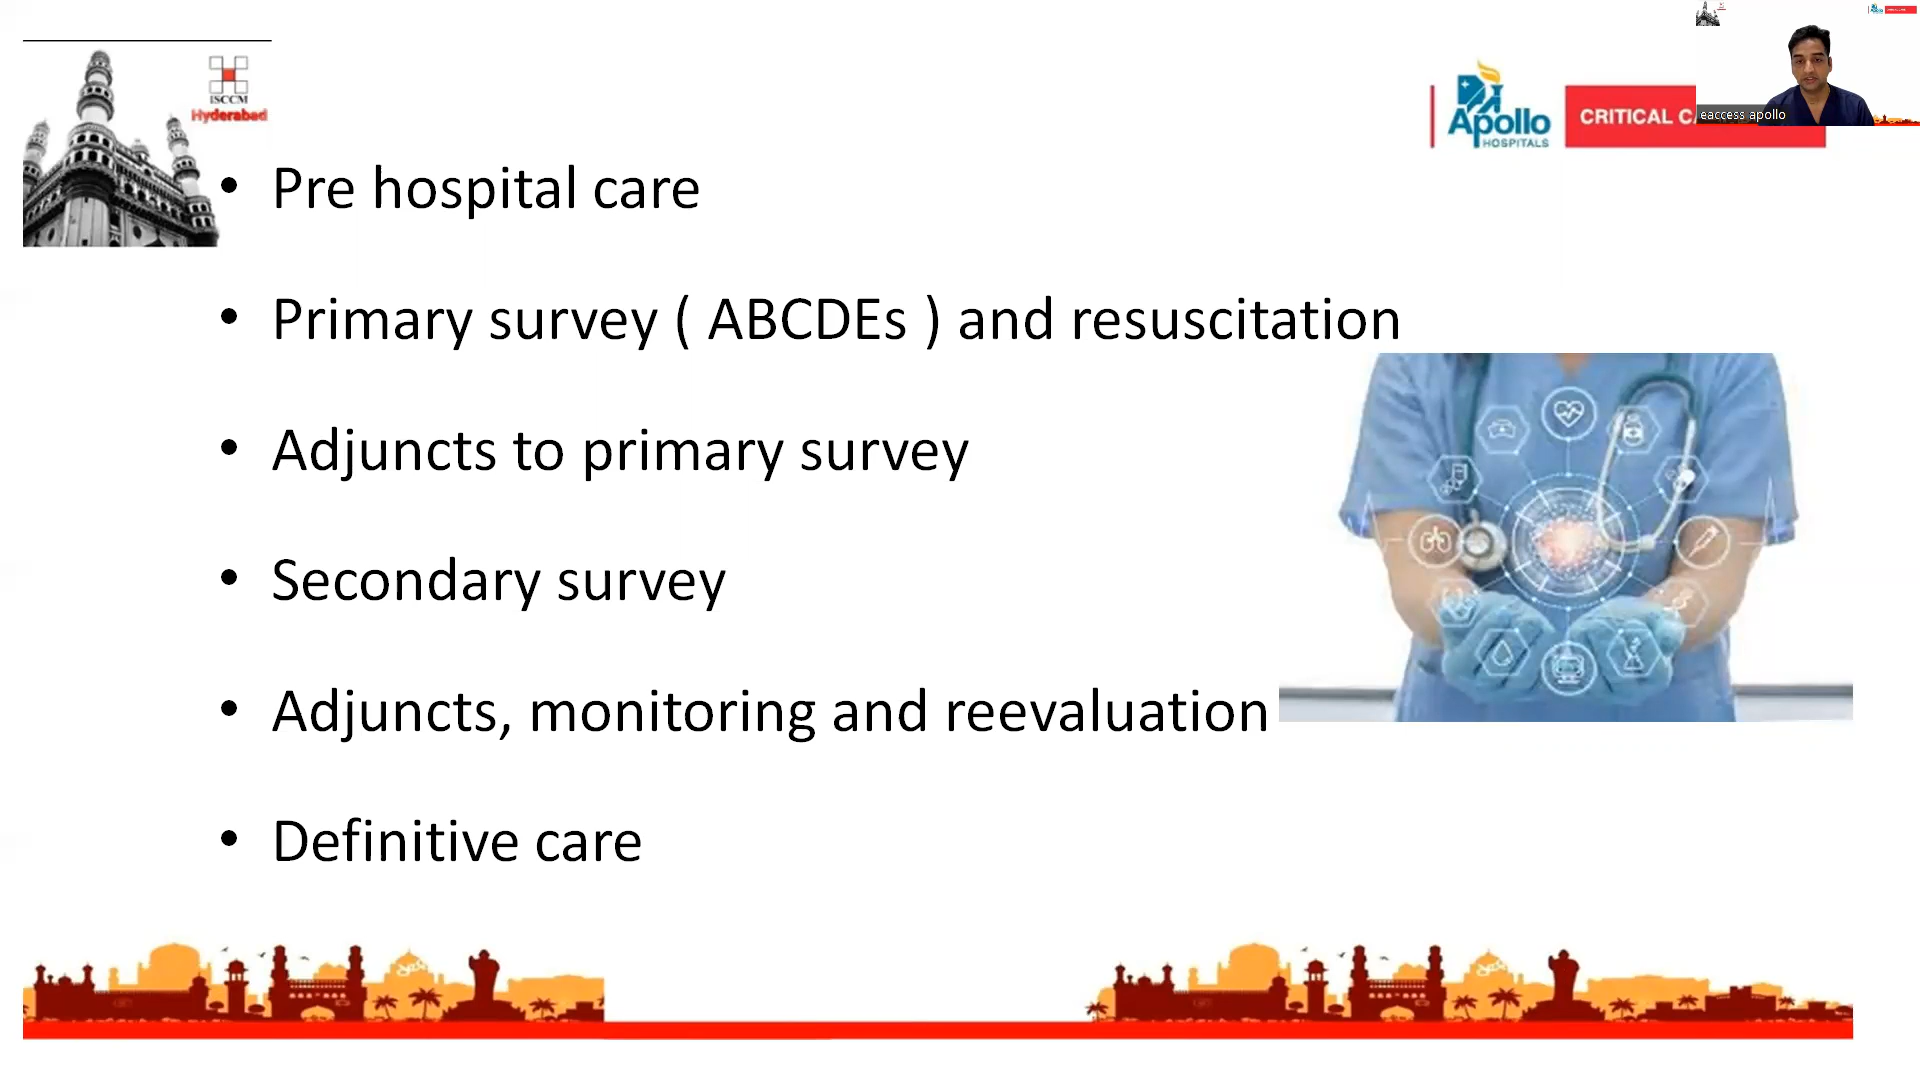 ISCCM
Hyderabad
Apollo
HOSPITALS
CRITICAL
eaccess apollo
• Pre hospital care
• Primary survey ( ABCDEs ) and resuscitation
• Adjuncts to primary survey
• Secondary survey
• Adjuncts, monitoring and reevaluation
• Definitive care